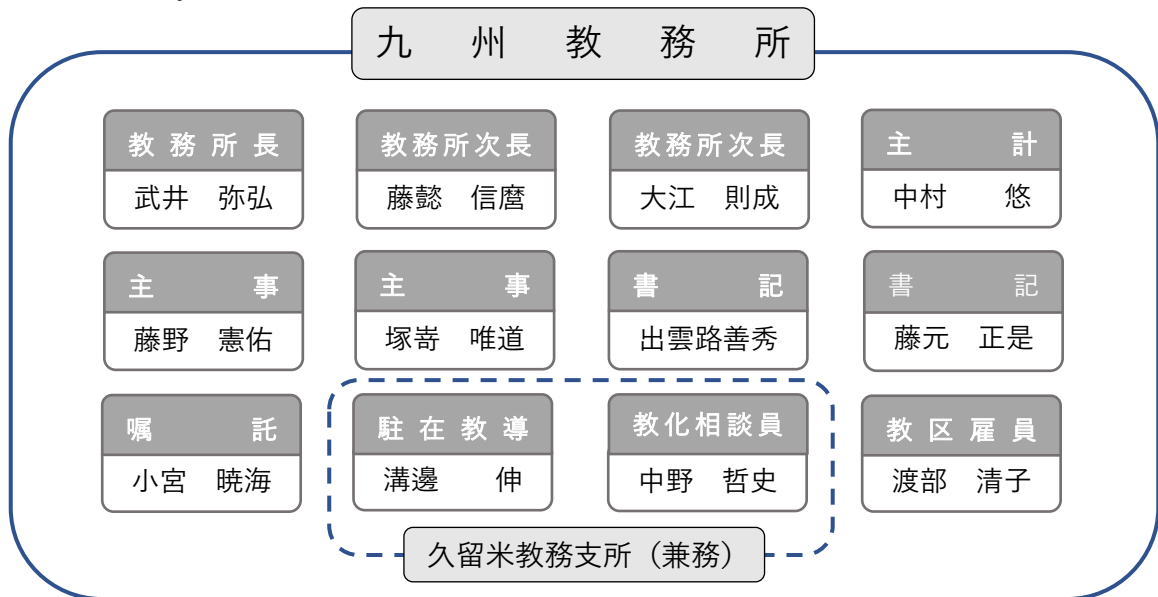 九州教務所
教務所長
武井 弥弘
教務所次長
藤懿 信麿
教務所次長
大江 則成
主計
中村 悠
主事
藤野 憲佑
主事
塚嵜 唯道
書記
出雲路善秀
書記
藤元 正是
嘱託
小宮 暁海
駐在教導
溝邊 伸
教化相談員
中野 哲史
教区雇員
渡部 清子
久留米教務支所（兼務）